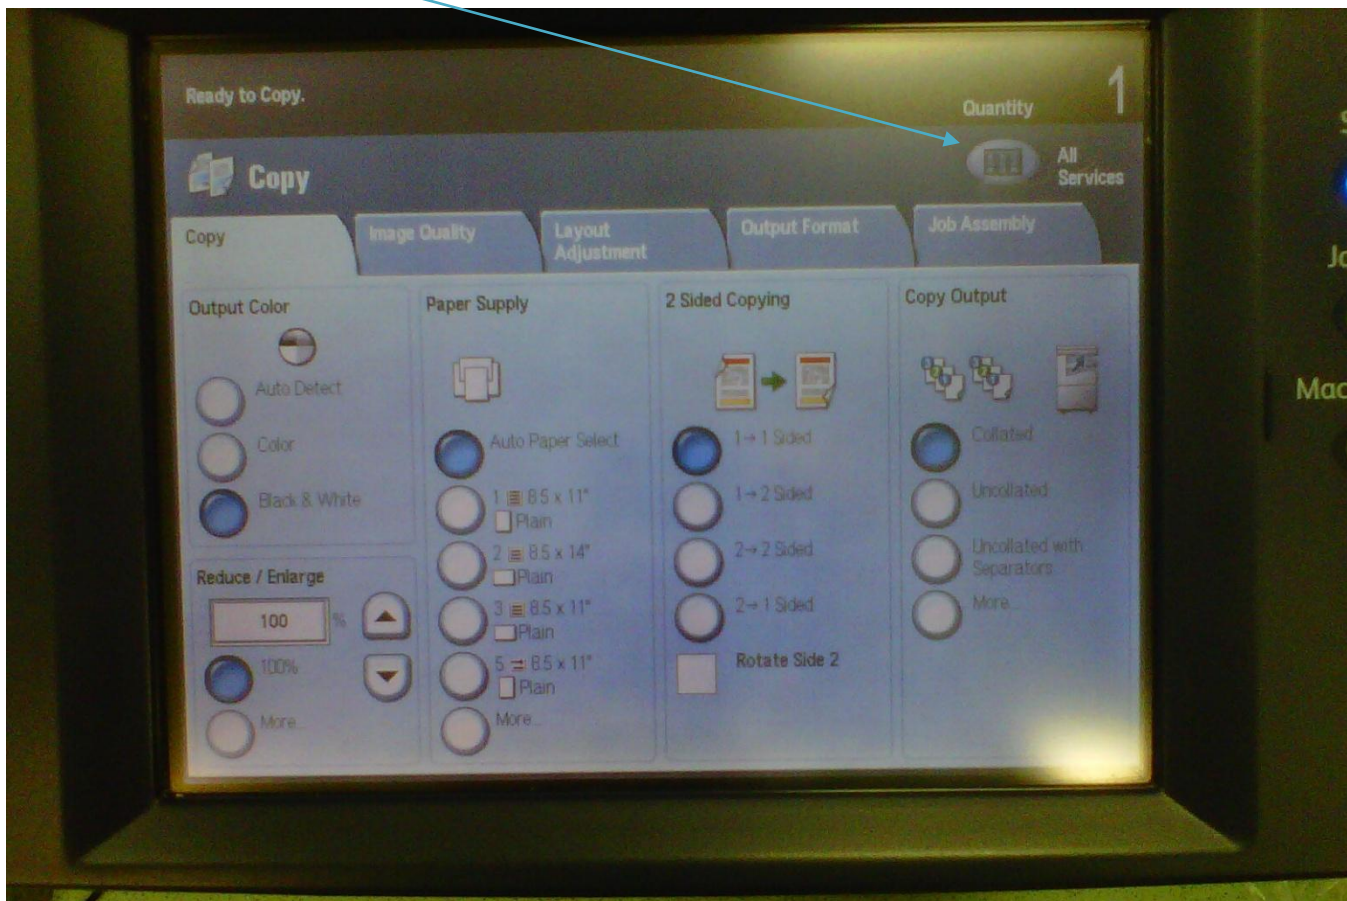 Ready to Copy.
Quantity
1
Copy
All
Services
Copy
Image Quality
Layout
Adjustment
Output Format
Job Assembly
Output Color
Auto Detect
Color
Black & White
Reduce / Enlarge
100
%
100%
More...
Paper Supply
Auto Paper Select
1 8.5 x 11"
Plain
2 8.5 x 14"
Plain
3 8.5 x 11"
Plain
5 8.5 x 11"
Plain
More...
2 Sided Copying
1→1 Sided
1→2 Sided
2→2 Sided
2→1 Sided
Rotate Side 2
Copy Output
Collated
Uncollated
Uncollated with
Separators
More...